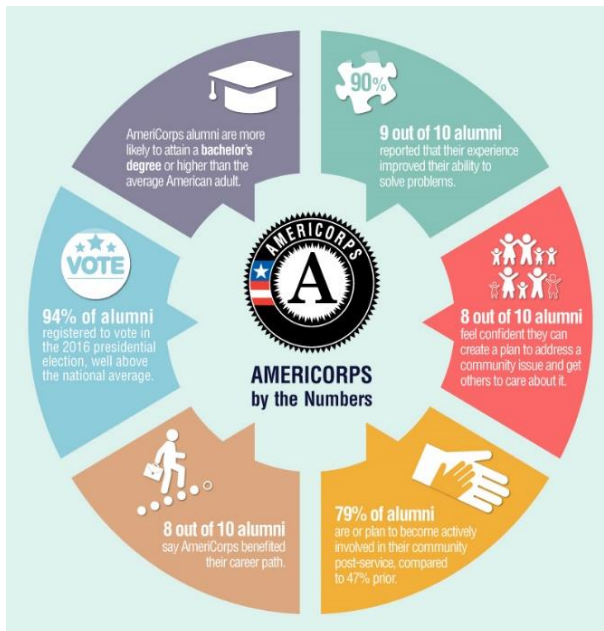 AmeriCorps alumni are more
likely to attain a bachelor's
degree or higher than the
average American adult.
90%
9 out of 10 alumni
reported that their experience
improved their ability to
solve problems.
VOTE
94% of alumni
registered to vote in
the 2016 presidential
election, well above
the national average.
AMERICORPS
A
AMERICORPS
by the Numbers
8 out of 10 alumni
feel confident they can
create a plan to address a
community issue and get
others to care about it.
8 out of 10 alumni
say AmeriCorps benefited
their career path.
79% of alumni
are or plan to become actively
involved in their community
post-service, compared
to 47% prior.